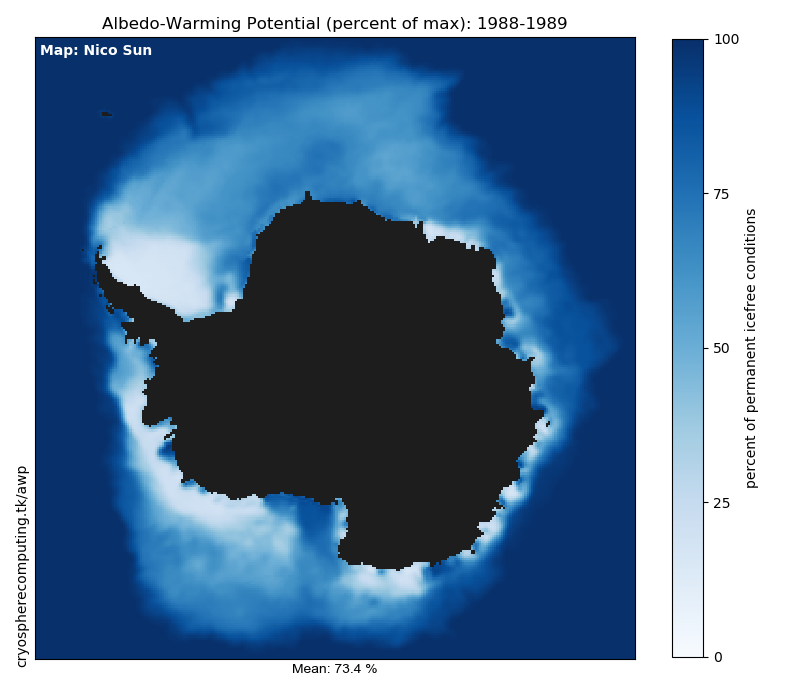 Albedo-Warming Potential (percent of max): 1988-1989
Map: Nico Sun
100
75
50
25
0
percent of permanent icefree conditions
cryospherecomputing.tk/awp
Mean: 73.4 %